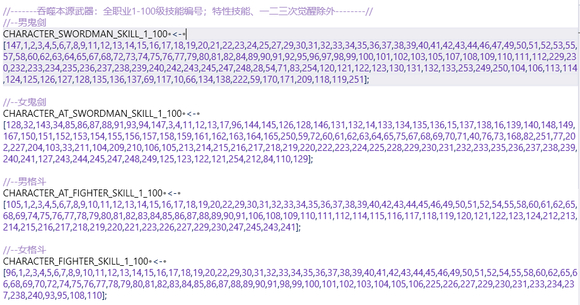 //-------吞噬本源武器：全职业1-100级技能编号；特性技能、一二三次觉醒除外--------//
//--男鬼剑
CHARACTER_SWORDMAN_SKILL_1_100<-
[147,1,2,3,4,5,6,7,8,9,11,12,13,14,15,16,17,18,19,20,21,22,23,24,25,27,29,30,31,32,33,34,35,36,37,38,39,40,41,42,43,44,46,47,49,50,51,52,53,55
,57,58,60,62,63,64,65,67,68,72,73,74,75,76,77,79,80,81,82,84,89,90,91,92,95,96,97,98,99,100,101,102,103,105,107,108,109,110,111,112,229,23
0,232,233,234,235,236,237,238,239,240,242,243,245,247,248,28,54,71,83,254,120,121,122,123,130,131,132,133,253,249,250,104,106,113,114
,124,125,126,127,128,135,136,137,69,117,10,66,134,138,222,59,170,171,209,118,119,251];
//--女鬼剑
CHARACTER_AT_SWORDMAN_SKILL_1_100<-
[128,32,143,34,85,86,87,88,91,93,94,147,3,4,11,12,13,17,96,144,145,126,128,146,131,132,14,133,134,135,136,15,137,138,16,139,140,148,149
,167,150,151,152,153,154,155,156,157,158,159,161,162,163,164,165,250,59,72,60,61,62,63,64,65,75,67,68,69,70,71,40,76,73,168,82,251,77,20
2,227,204,103,33,211,104,209,210,106,105,213,214,215,216,217,218,219,220,222,223,224,225,228,229,230,231,232,233,235,236,237,238,239
,240,241,127,243,244,245,247,248,249,125,123,122,121,254,212,84,110,129];
//--男格斗
CHARACTER_AT_FIGHTER_SKILL_1_100<-
[105,1,2,3,4,5,6,7,8,9,10,11,12,13,14,15,16,17,18,19,20,22,29,30,31,32,33,34,35,36,37,38,39,40,41,42,43,44,45,46,49,50,51,52,54,55,58,60,61,62,65,
68,69,74,75,76,77,78,79,80,81,82,83,84,85,86,87,88,89,90,91,106,108,109,110,111,112,114,115,116,117,118,119,120,121,122,123,124,212,213
,214,215,216,217,218,219,220,221,223,226,227,229,230,247,245,243,241];
//--女格斗
CHARACTER_FIGHTER_SKILL_1_100<-
[96,1,2,3,4,5,6,7,8,9,10,11,12,13,14,15,16,17,18,19,20,22,29,30,31,32,33,34,35,36,37,38,39,40,41,42,43,44,45,46,49,50,51,52,54,55,58,60,62,65,6
6,68,69,70,72,74,75,76,77,78,79,80,81,82,83,84,85,86,87,88,89,90,91,98,99,100,101,102,103,104,105,106,225,226,227,229,230,231,233,234,23
7,238,240,93,95,108,110];